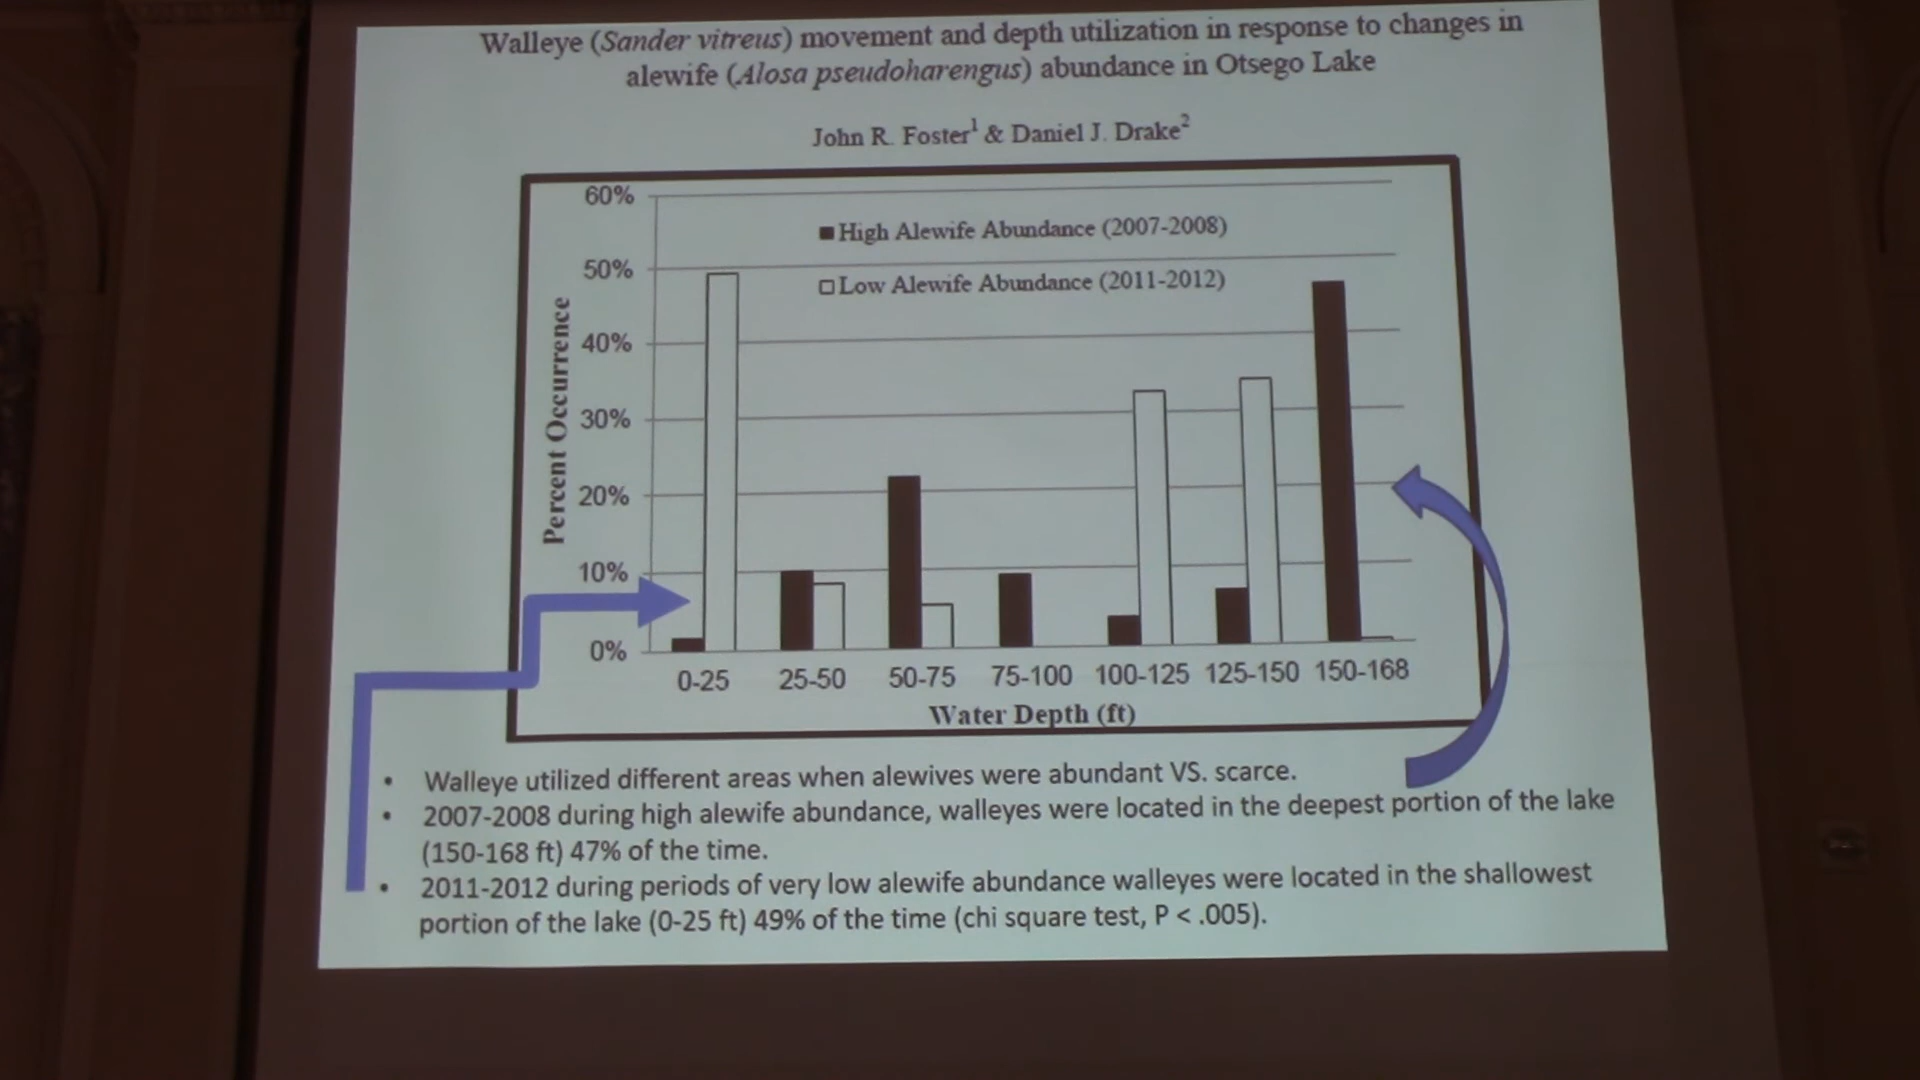 Walleye (Sander vitreus) movement and depth utilization in response to changes in
alewife (Alosa pseudoharengus) abundance in Otsego Lake
John R. Foster¹ & Daniel J. Drake²
60%
50%
40%
30%
20%
10%
0%
Percent Occurrence
High Alewife Abundance (2007-2008)
Low Alewife Abundance (2011-2012)
0-25 25-50 50-75 75-100 100-125 125-150 150-168
Water Depth (ft)
• Walleye utilized different areas when alewives were abundant VS. scarce.
• 2007-2008 during high alewife abundance, walleyes were located in the deepest portion of the lake
(150-168 ft) 47% of the time.
• 2011-2012 during periods of very low alewife abundance walleyes were located in the shallowest
portion of the lake (0-25 ft) 49% of the time (chi square test, P < .005).